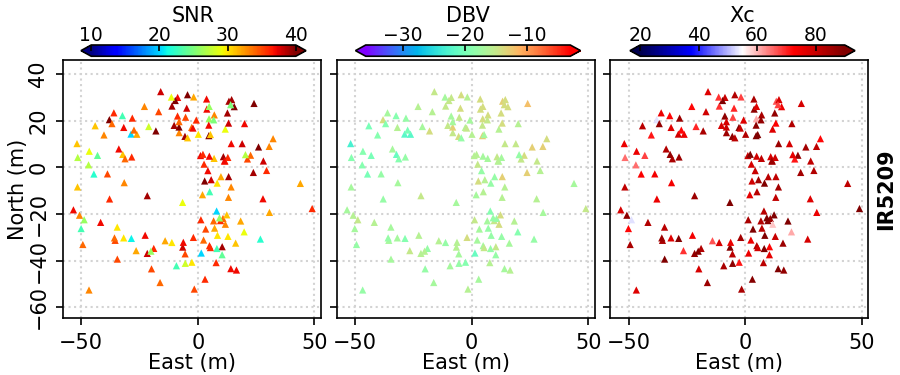 SNR DBV Xc
10 20 30 40 −30 −20 −10 20 40 60 80
40
20
0
−20
−40
−60
North (m)
−50 0 50 −50 0 50 −50 0 50
East (m) East (m) East (m)
IR5209